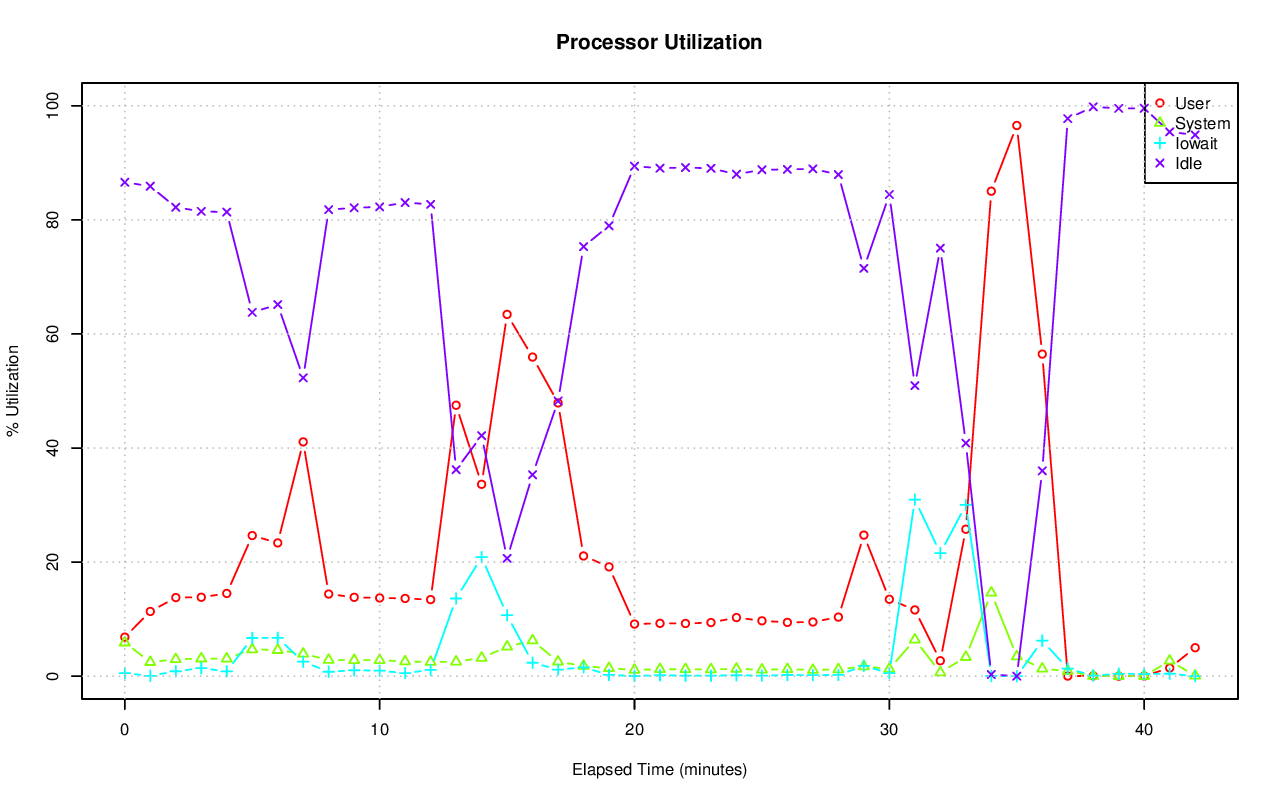 Processor Utilization
% Utilization
100
80
60
40
20
0
User
System
Iowait
Idle
0 10 20 30 40
Elapsed Time (minutes)